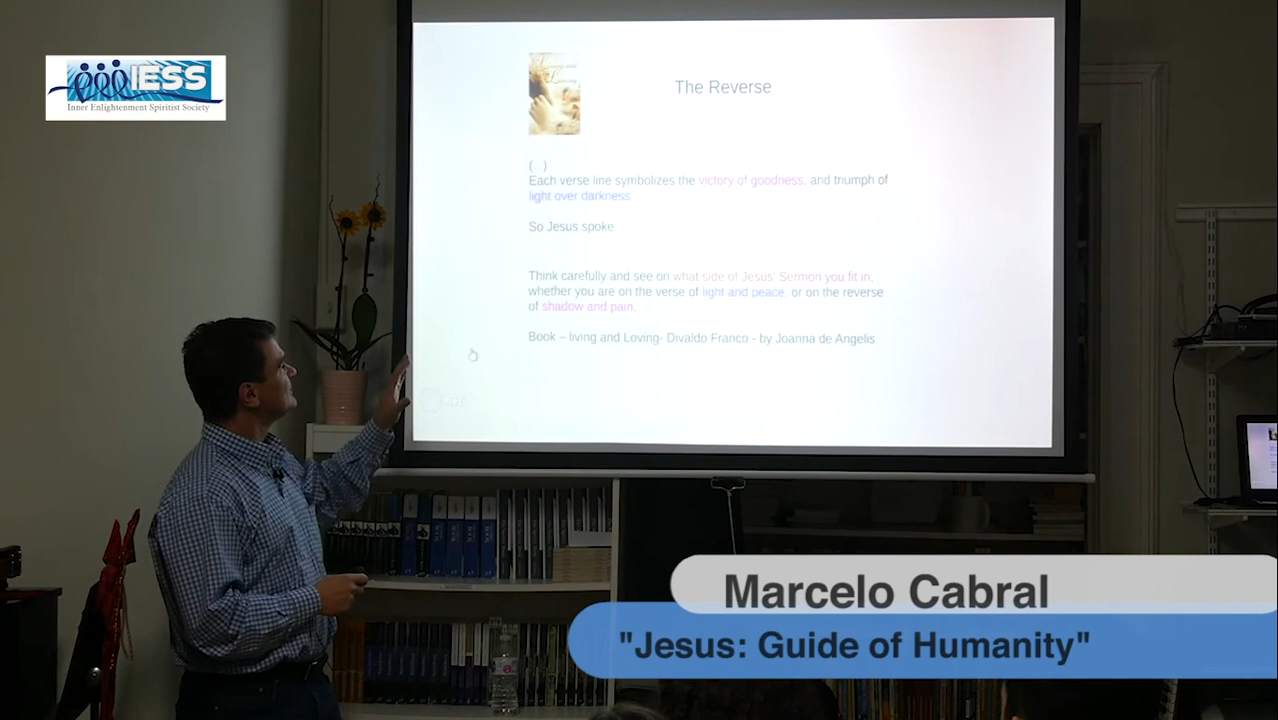 IESS
Inner Enlightenment Spiritist Society
The Reverse
(...)
Each verse line symbolizes the victory of goodness, and triumph of
light over darkness
So Jesus spoke
Think carefully and see on what side of Jesus' Sermon you fit in,
whether you are on the verse of light and peace, or on the reverse
of shadow and pain.
Book – living and Loving- Divaldo Franco - by Joanna de Angelis
Marcelo Cabral
"Jesus: Guide of Humanity"